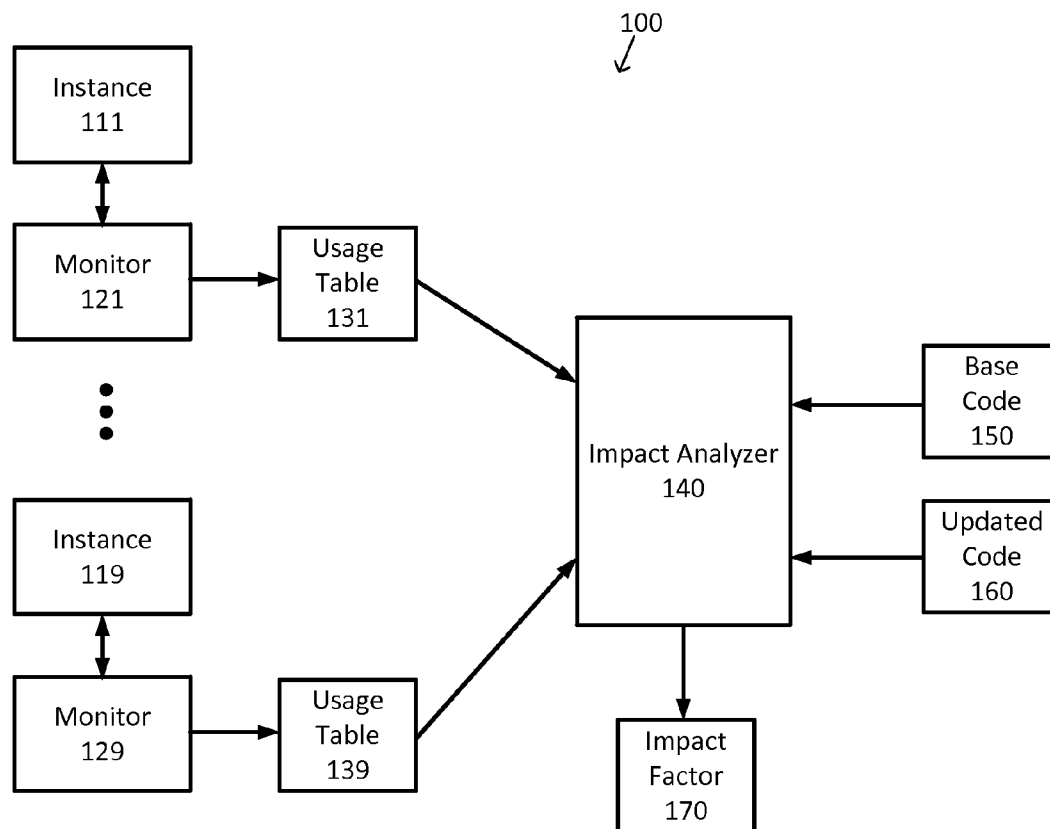 100
Instance
111
Monitor
121
Usage
Table
131
Impact Analyzer
140
Base
Code
150
Updated
Code
160
Instance
119
Monitor
129
Usage
Table
139
Impact
Factor
170